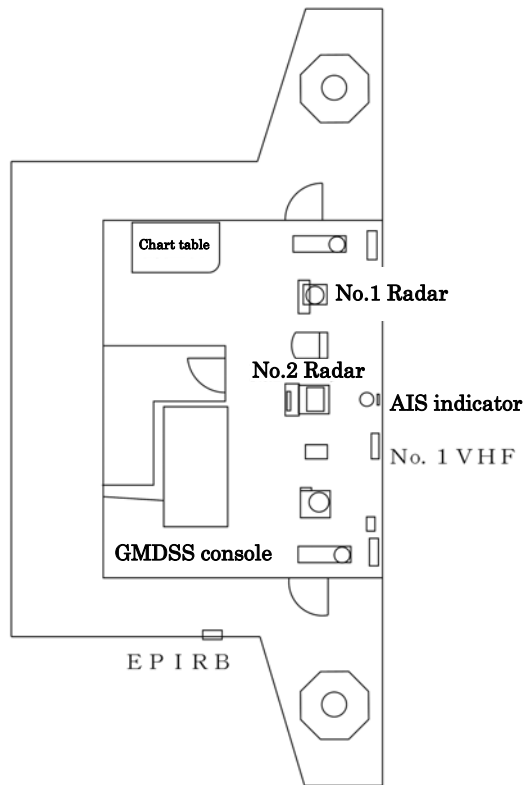 Chart table
No.1 Radar
No.2 Radar
AIS indicator
No. 1 VHF
GMDSS console
EPIRB